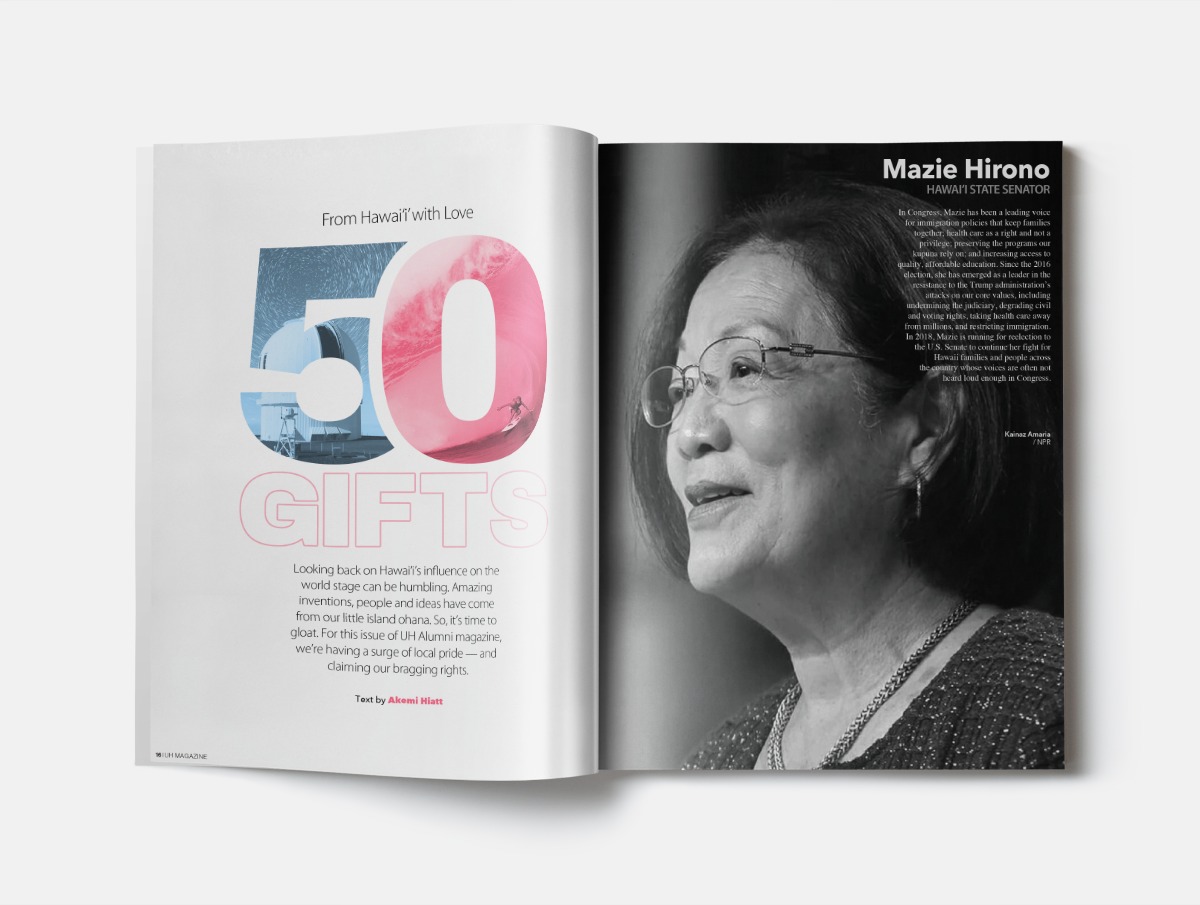 From Hawai'i' with Love
50
GIFTS
Looking back on Hawai'i's influence on the
world stage can be humbling. Amazing
inventions, people and ideas have come
from our little island ohana. So, it's time to
gloat. For this issue of UH Alumni magazine,
we're having a surge of local pride — and
claiming our bragging rights.
Text by Akemi Hiatt
16 | UH MAGAZINE
Mazie Hirono
HAWAI'I STATE SENATOR
In Congress, Mazie has been a leading voice
for immigration policies that keep families
together; health care as a right and not a
privilege; preserving the programs our
kupuna rely on; and increasing access to
quality, affordable education. Since the 2016
election, she has emerged as a leader in the
resistance to the Trump administration's
attacks on our core values, including
undermining the judiciary, degrading civil
and voting rights, taking health care away
from millions, and restricting immigration.
In 2018, Mazie is running for reelection to
the U.S. Senate to continue her fight for
Hawaii families and people across
the country whose voices are often not
heard loud enough in Congress.
Kainaz Amaria
/ NPR